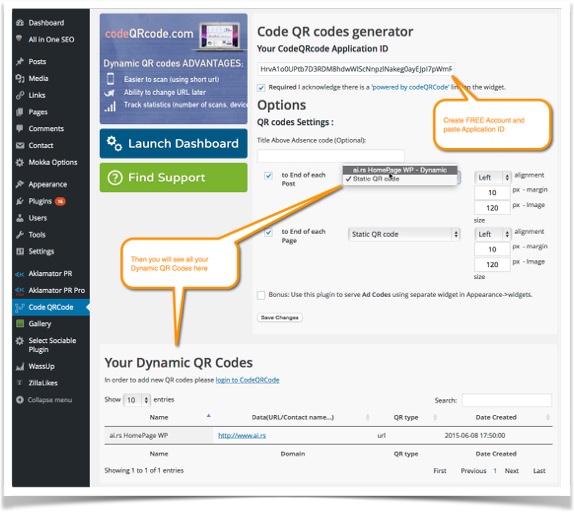 Dashboard
All in One SEO
Posts
Media
Links
Pages
Comments
Contact
Mokka Options
Appearance
Plugins 16
Users
Tools
Settings
Aklamator PR
Aklamator PR Pro
Code QRCode
Gallery
Select Sociable
Plugin
WassUp
ZillaLikes
Collapse menu
codeQRcode.com
Dynamic QR codes ADVANTAGES:
Easier to scan (using short url)
Ability to change URL later
Track statistics (number of scans, device
Launch Dashboard
Find Support
Code QR codes generator
Your CodeQRcode Application ID
Required I acknowledge there is a 'powered by codeQRCode' link on the widget.
Create FREE Account and
paste Application ID
Options
QR codes Settings :
Title Above Adsence code (Optional):
to End of each
Post
ai.rs HomePage WP - Dynamic
✓ Static QR code
Left alignment
10 px - margin
120 px - Image
size
to End of each
Page
Static QR code
Left alignment
10 px - margin
120 px - Image
size
Then you will see all your
Dynamic QR Codes here
Bonus: Use this plugin to serve Ad Codes using separate widget in Appearance->widgets.
Save Changes
Your Dynamic QR Codes
In order to add new QR codes please login to CodeQRCode
Show 10 entries
Search:
Name Data(URL/Contact name...) QR type Date Created
ai.rs HomePage WP http://www.ai.rs url 2015-06-08 17:50:00
Name Domain QR type Date Created
Showing 1 to 1 of 1 entries
First Previous 1 Next Last